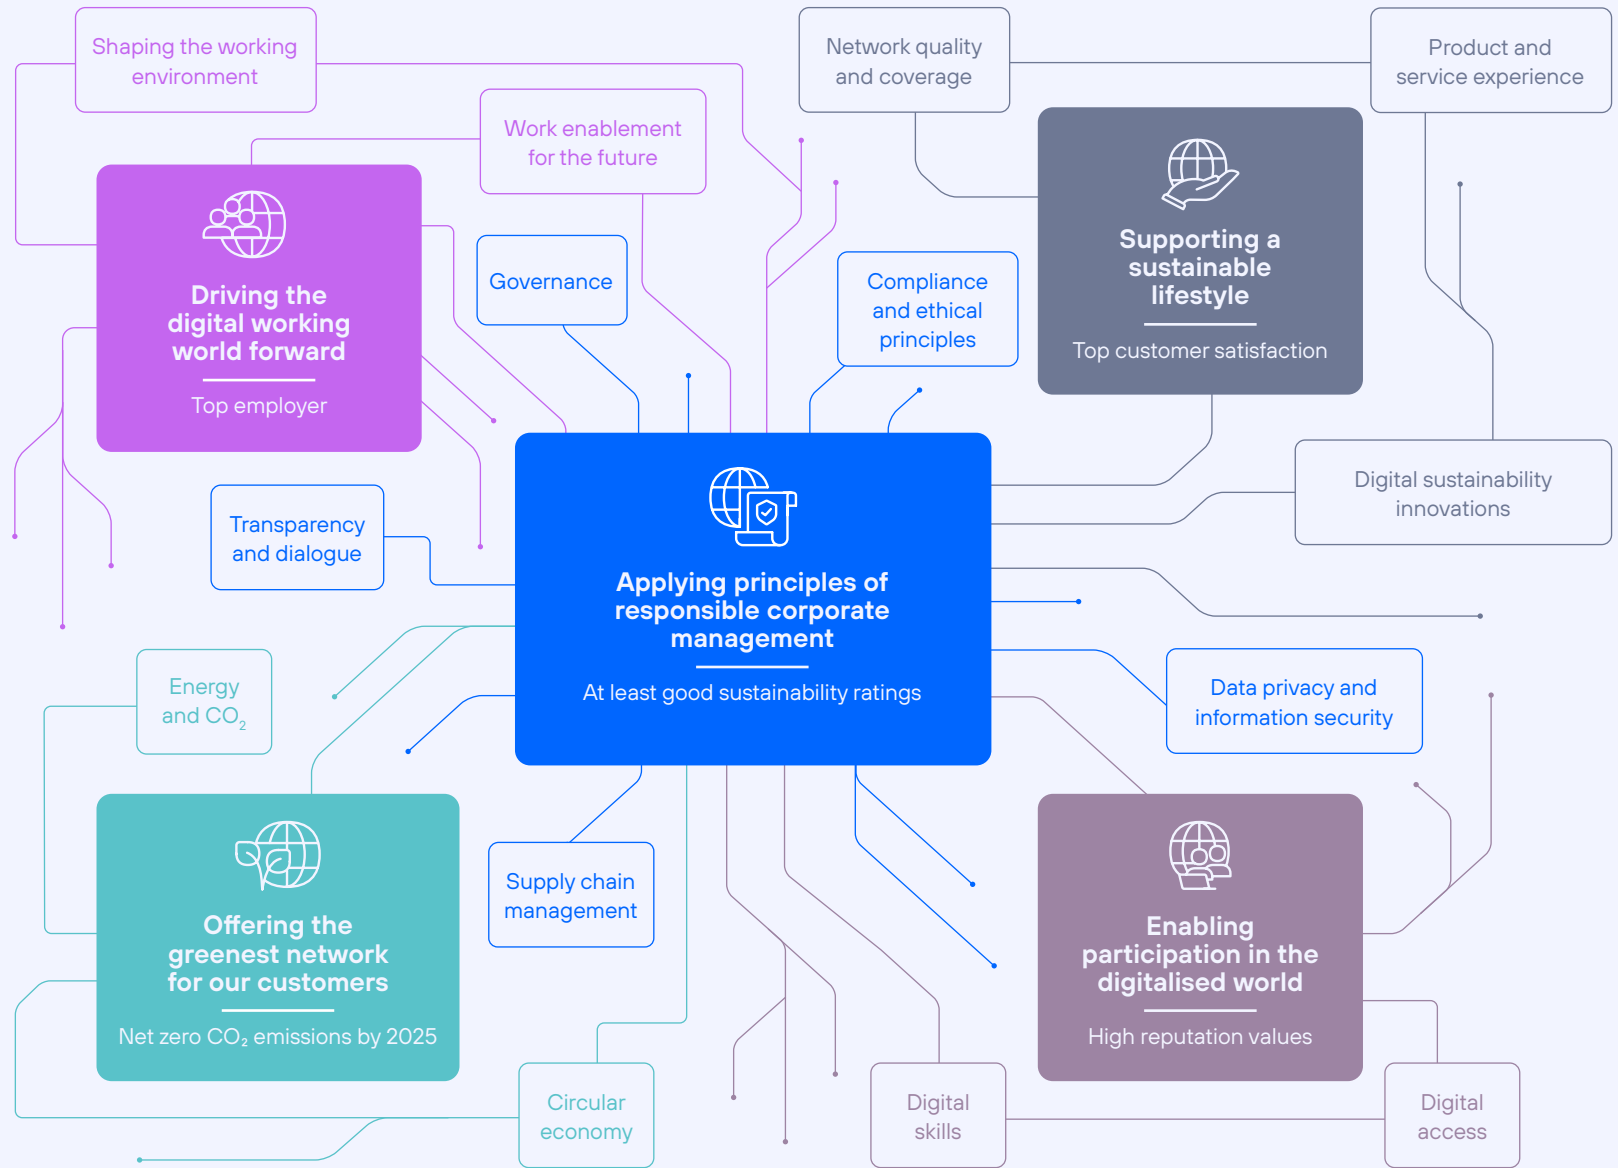 Shaping the working
environment
Network quality
and coverage
Product and
service experience
Work enablement
for the future
Governance
Compliance
and ethical
principles
Driving the
digital working
world forward
Top employer
Supporting a
sustainable
lifestyle
Top customer satisfaction
Transparency
and dialogue
Digital sustainability
innovations
Applying principles of
responsible corporate
management
At least good sustainability ratings
Energy
and CO₂
Data privacy and
information security
Offering the
greenest network
for our customers
Net zero CO₂ emissions by 2025
Supply chain
management
Enabling
participation in the
digitalised world
High reputation values
Circular
economy
Digital
skills
Digital
access